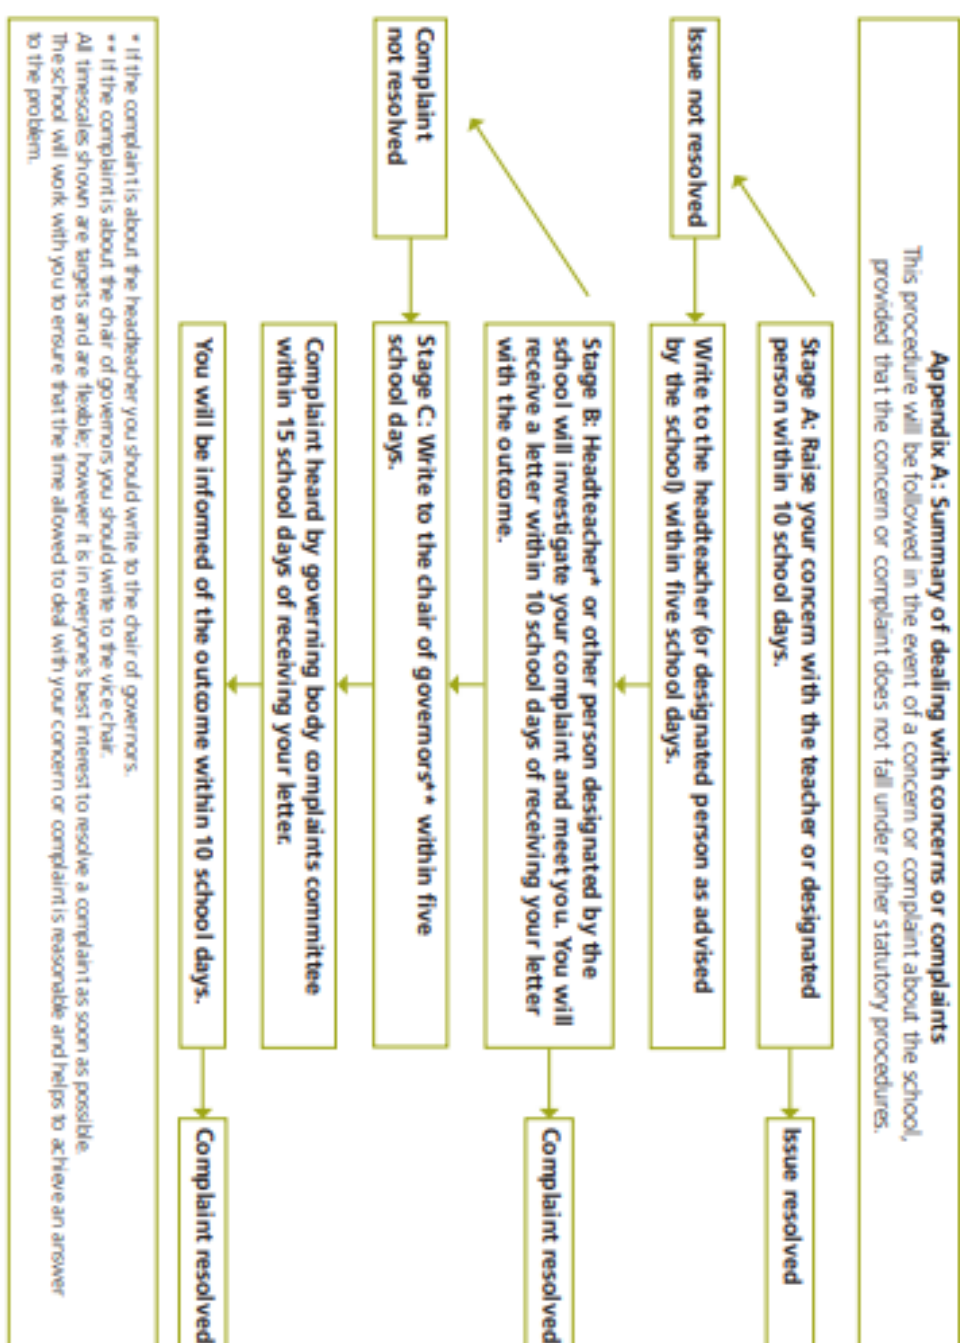 Appendix A: Summary of dealing with concerns or complaints
This procedure will be followed in the event of a concern or complaint about the school,
provided that the concern or complaint does not fall under other statutory procedures.
Stage A: Raise your concern with the teacher or designated
person within 10 school days.
Issue resolved
Issue not resolved
Write to the headteacher (or designated person as advised
by the school) within five school days.
Stage B: Headteacher* or other person designated by the
school will investigate your complaint and meet you. You will
receive a letter within 10 school days of receiving your letter
with the outcome.
Complaint resolved
Complaint
not resolved
Stage C: Write to the chair of governors** within five
school days.
Complaint heard by governing body complaints committee
within 15 school days of receiving your letter.
You will be informed of the outcome within 10 school days.
Complaint resolved
* If the complaint is about the headteacher you should write to the chair of governors.
** If the complaint is about the chair of governors you should write to the vice chair.
All timescales shown are targets and are flexible; however it is in everyone's best interest to resolve a complaint as soon as possible.
The school will work with you to ensure that the time allowed to deal with your concern or complaint is reasonable and helps to achieve an answer
to the problem.